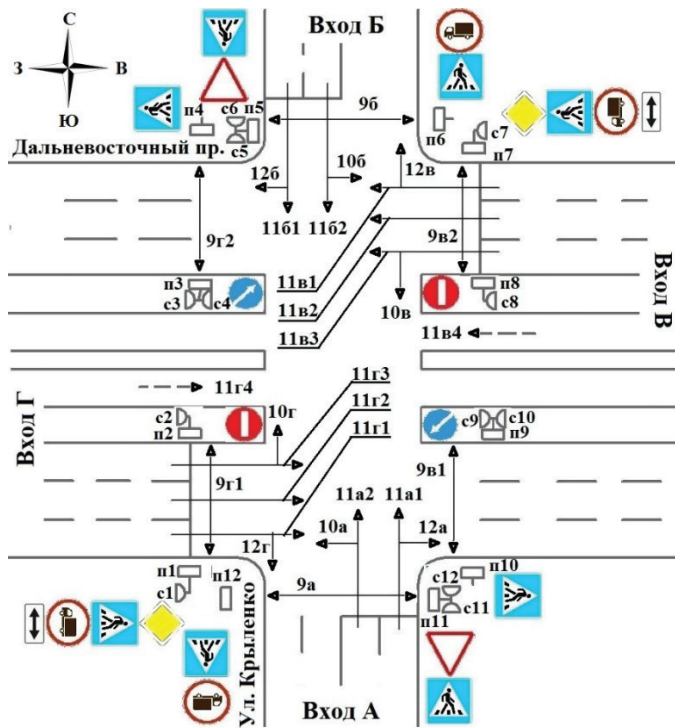 С
З
В
Ю
Вход Б
п4
с6
п5
с5
9б
п6
с7
п7
Дальневосточный пр.
12б
10б
12в
11б1
11б2
9г2
9в2
п3
с3
с4
11в1
11в2
11в3
10в
п8
с8
Вход В
11в4
11г4
11г3
11г2
11г1
Вход Г
с2
п2
10г
с9
с10
п9
9г1
11а2
11а1
9в1
10а
12а
12г
п1
с1
п12
9а
с12
п10
с11
п11
Ул. Крыленко
Вход А